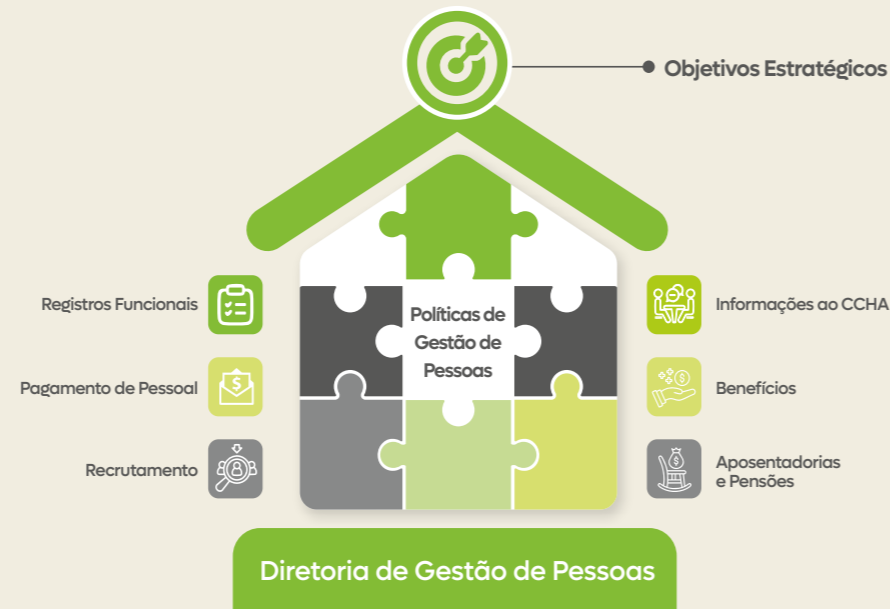 Objetivos Estratégicos
Registros Funcionais
Pagamento de Pessoal
Recrutamento
Políticas de
Gestão de
Pessoas
Informações ao CCHA
Benefícios
Aposentadorias
e Pensões
Diretoria de Gestão de Pessoas